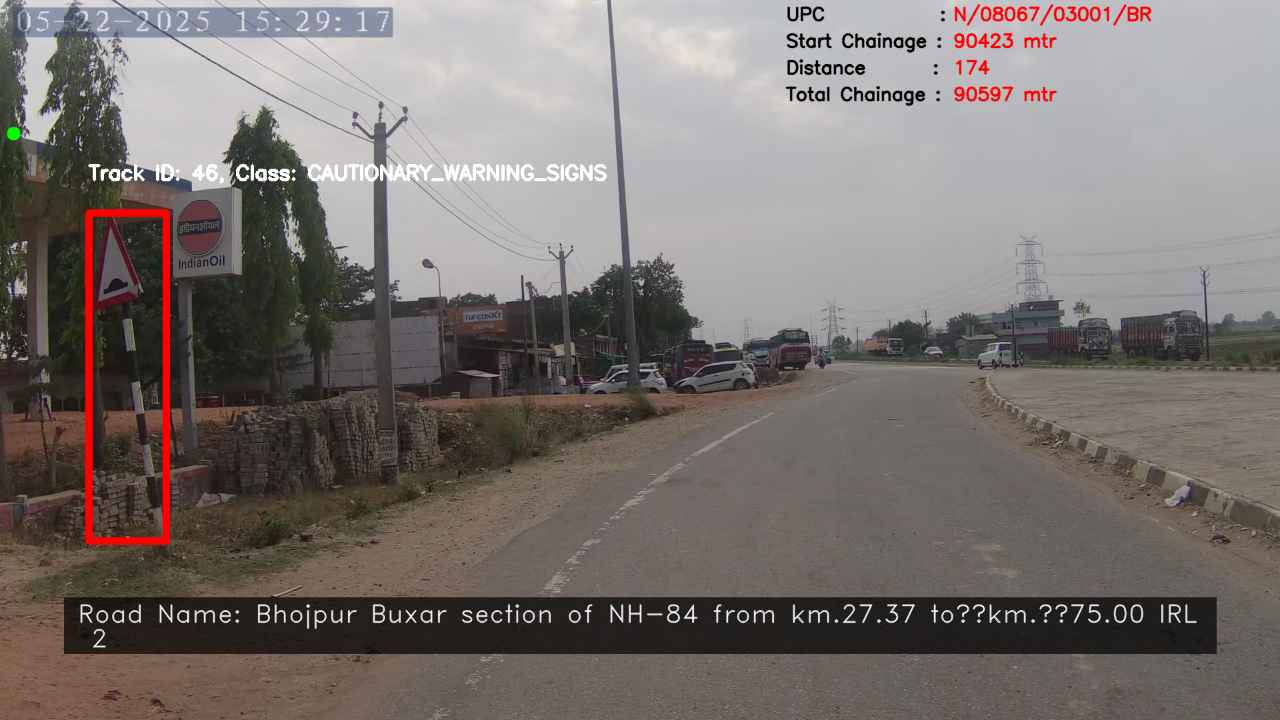 05-22-2025 15:29:17
UPC : N/08067/03001/BR
Start Chainage : 90423 mtr
Distance : 174
Total Chainage : 90597 mtr
Track ID: 46, Class: CAUTIONARY_WARNING_SIGNS
इंडियनऑयल
IndianOil
Road Name: Bhojpur Buxar section of NH-84 from km.27.37 to??km.??75.00 IRL
2